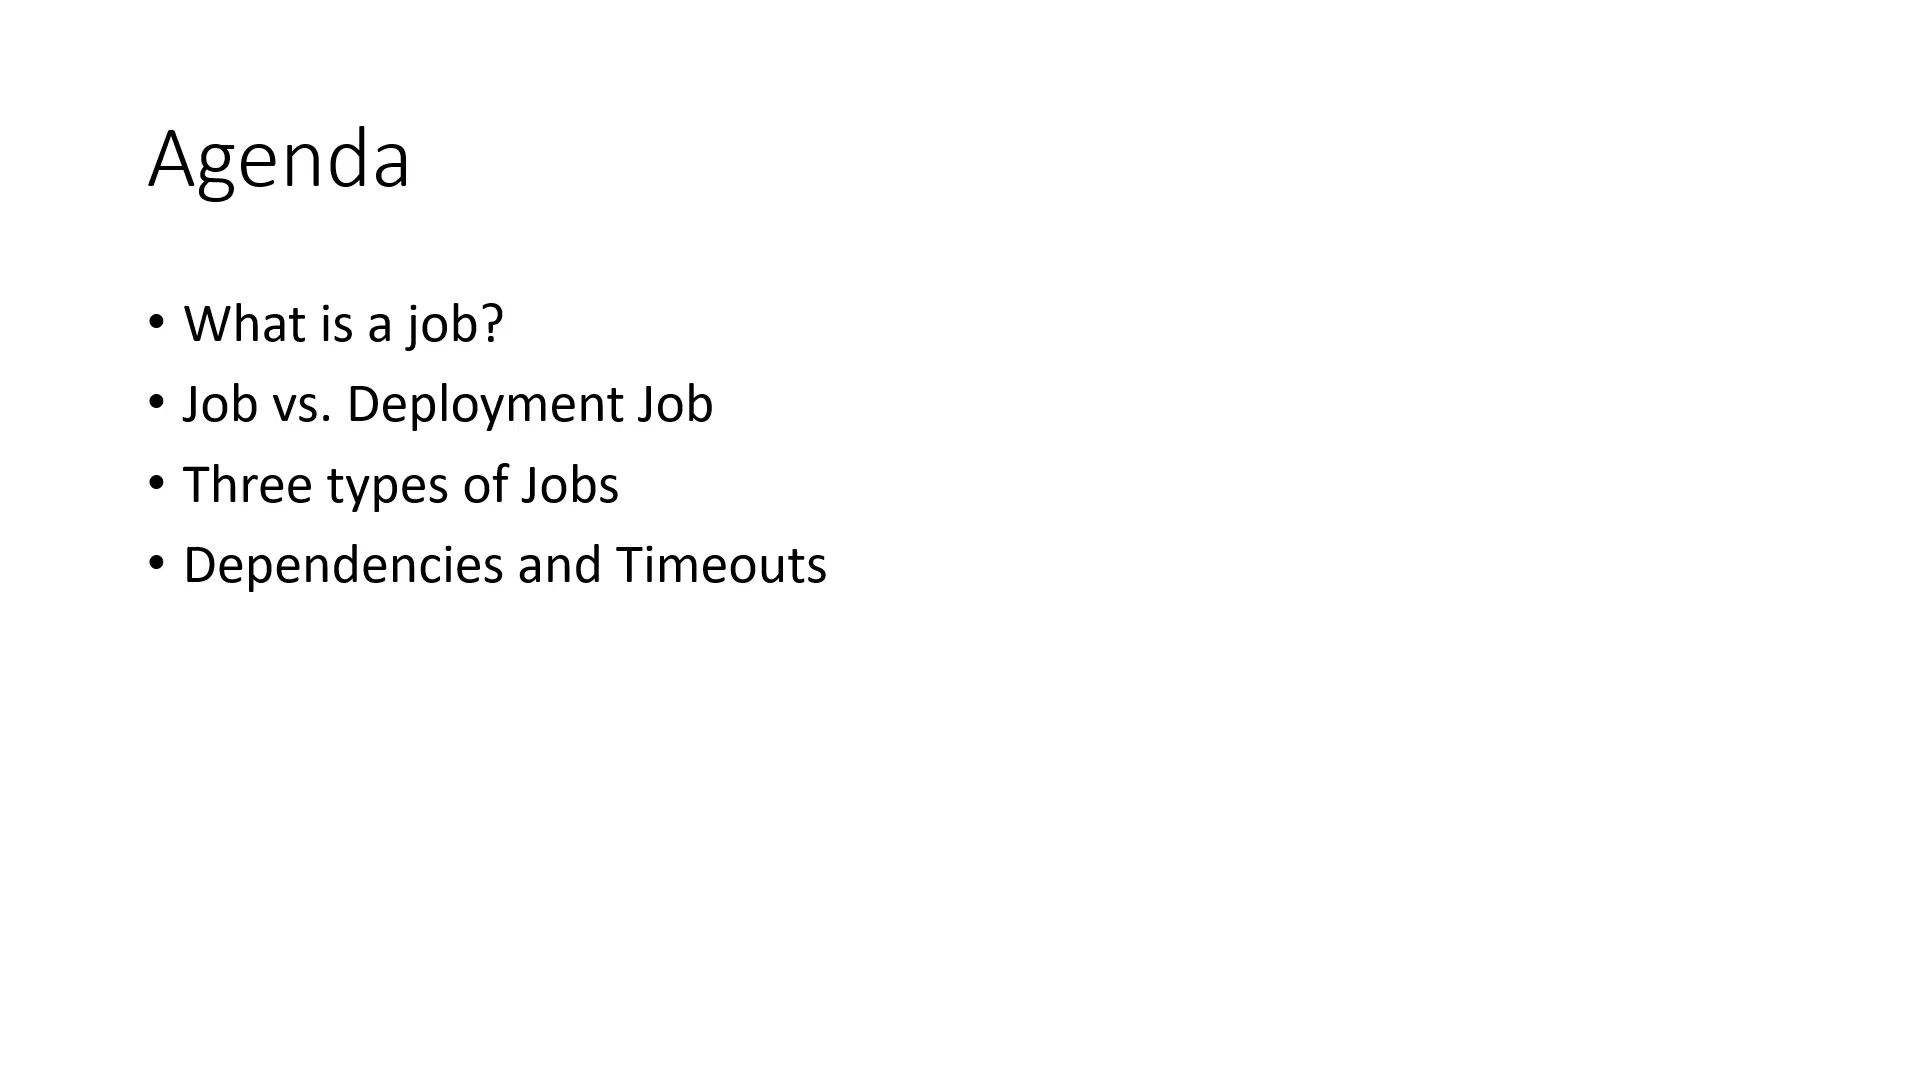 Agenda
• What is a job?
• Job vs. Deployment Job
• Three types of Jobs
• Dependencies and Timeouts